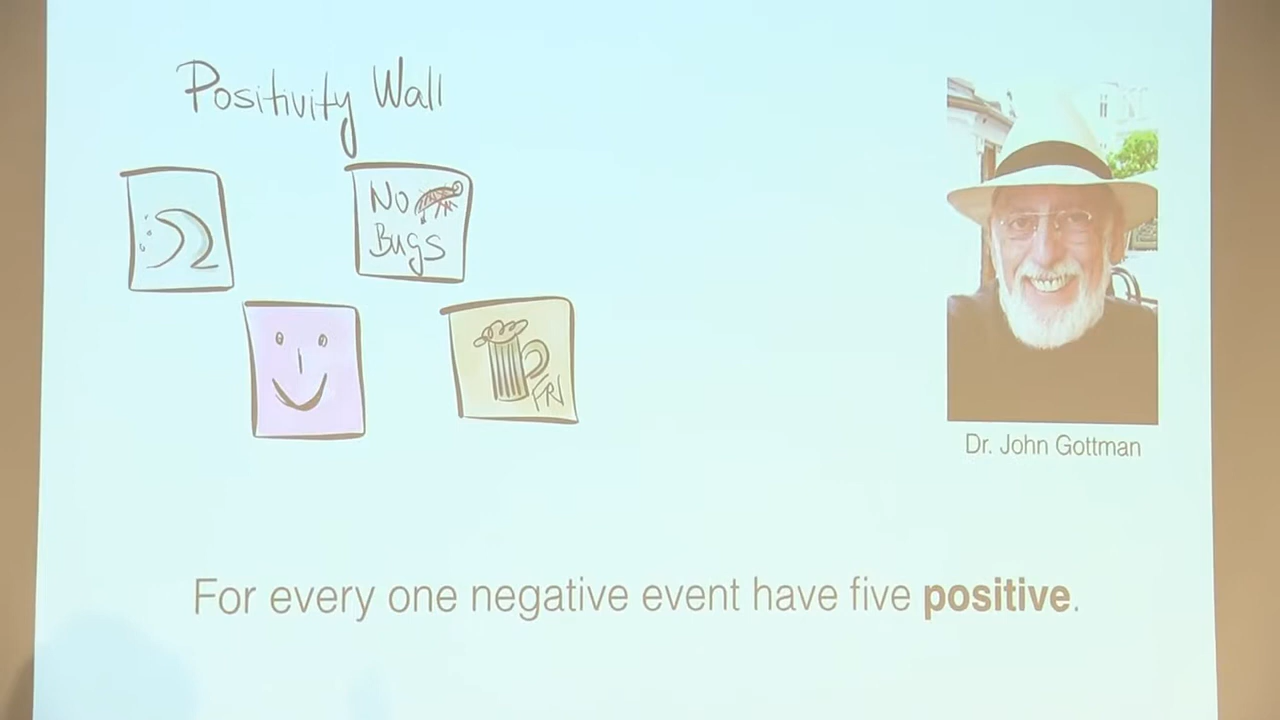 Positivity Wall
No
Bugs
FRI
Dr. John Gottman
For every one negative event have five positive.